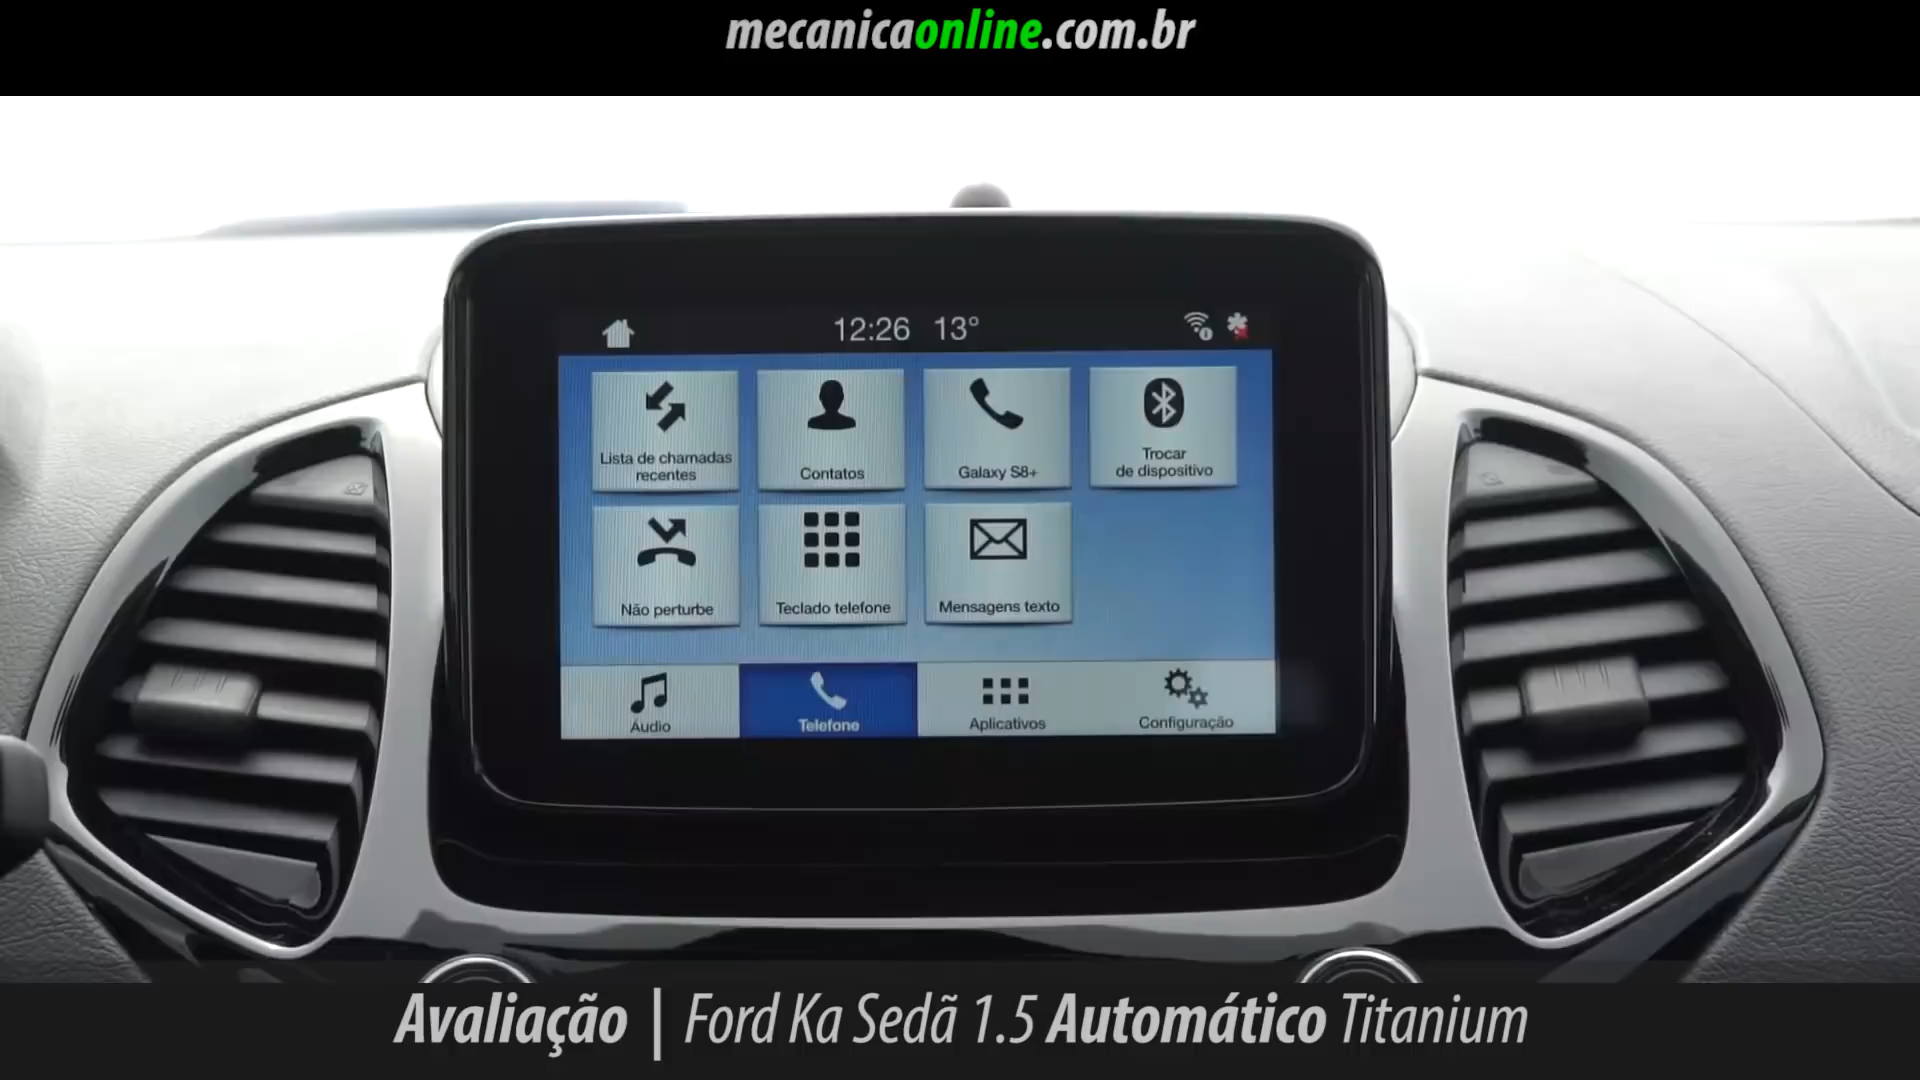 mecanicaonline.com.br
12:26 13°
Lista de chamadas
recentes
Contatos
Galaxy S8+
Trocar
de dispositivo
Não perturbe
Teclado telefone
Mensagens texto
Áudio
Telefone
Aplicativos
Configuração
Avaliação | Ford Ka Sedã 1.5 Automático Titanium